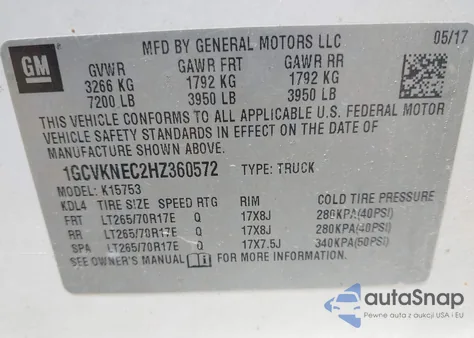 GM
MFD BY GENERAL MOTORS LLC 05/17
GVWR GAWR FRT GAWR RR
3266 KG 1792 KG 1792 KG
7200 LB 3950 LB 3950 LB
THIS VEHICLE CONFORMS TO ALL APPLICABLE U.S. FEDERAL MOTOR
VEHICLE SAFETY STANDARDS IN EFFECT ON THE DATE OF
MANUFACTURE SHOWN ABOVE.
1GCVKNEC2HZ360572 TYPE: TRUCK
MODEL: K15753
KDL4 TIRE SIZE SPEED RTG RIM COLD TIRE PRESSURE
FRT LT265/70R17E Q 17X8J 280KPA(40PSI)
RR LT265/70R17E Q 17X8J 280KPA(40PSI)
SPA LT265/70R17E Q 17X7.5J 340KPA(50PSI)
SEE OWNER'S MANUAL i FOR MORE INFORMATION.
autoSnap
Pewne auta z USA i EU